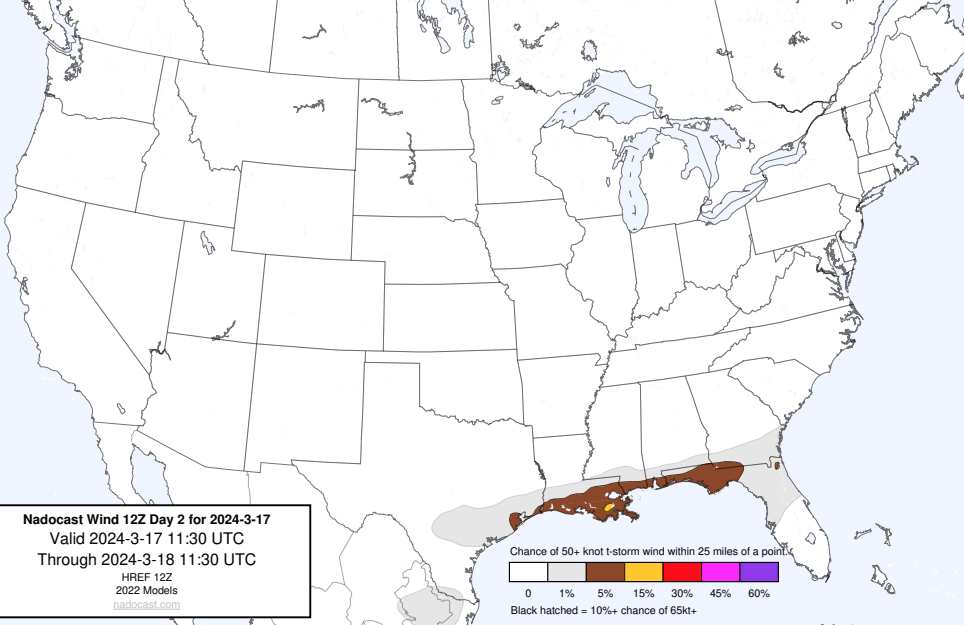 Nadocast Wind 12Z Day 2 for 2024-3-17
Valid 2024-3-17 11:30 UTC
Through 2024-3-18 11:30 UTC
HREF 12Z
2022 Models
nadocast.com
Chance of 50+ knot t-storm wind within 25 miles of a point.
0 1% 5% 15% 30% 45% 60%
Black hatched = 10%+ chance of 65kt+